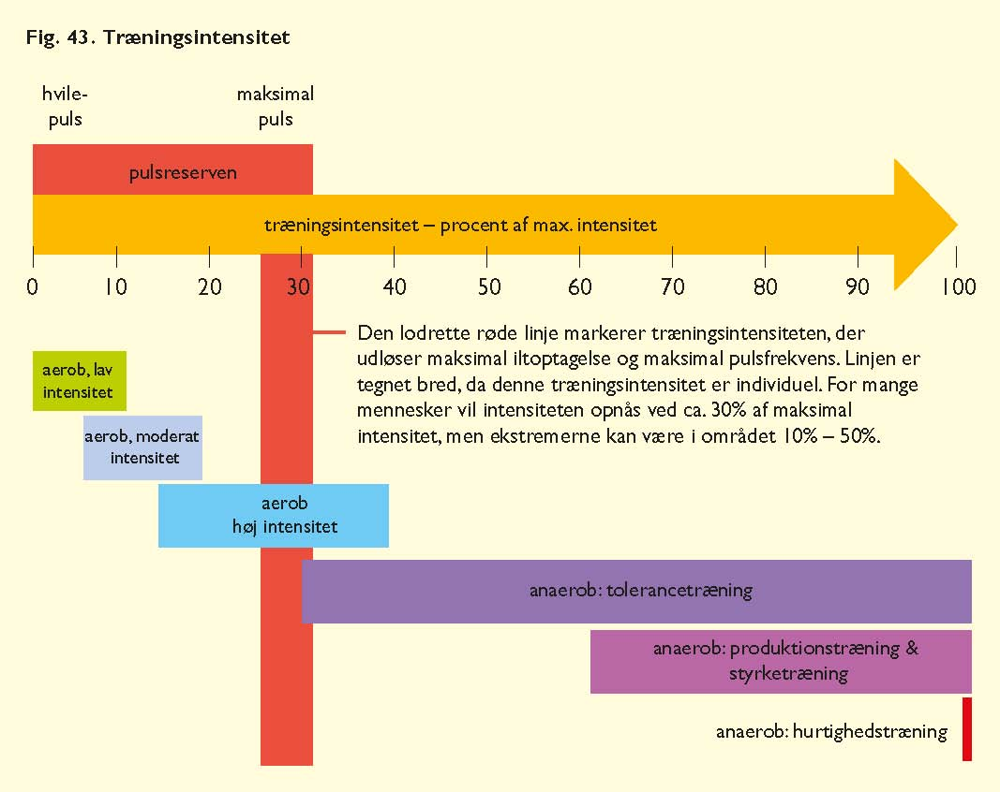 Fig. 43. Træningsintensitet
hvile-
puls
maksimal
puls
pulsreserven
træningsintensitet – procent af max. intensitet
0 10 20 30 40 50 60 70 80 90 100
Den lodrette røde linje markerer træningsintensiteten, der
udløser maksimal iltoptagelse og maksimal pulsfrekvens. Linjen er
tegnet bred, da denne træningsintensitet er individuel. For mange
mennesker vil intensiteten opnås ved ca. 30% af maksimal
intensitet, men ekstremerne kan være i området 10% – 50%.
aerob, lav
intensitet
aerob, moderat
intensitet
aerob
høj intensitet
anaerob: tolerancetræning
anaerob: produktionstræning &
styrketræning
anaerob: hurtighedstræning